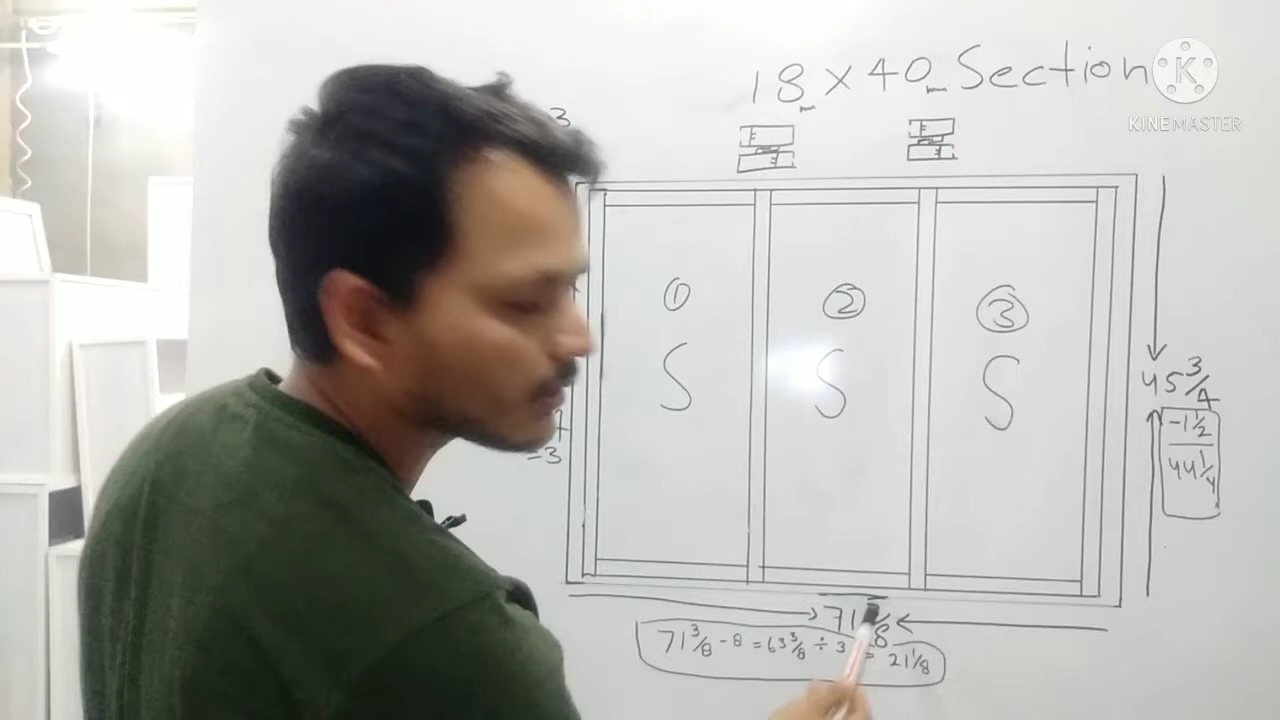 18 x 40 Section
KINEMASTER
3
① ② ③
S S S
45 3/4
-1 1/2
44 1/4
-3
71 8
71 3/8 - 8 = 63 3/8 ÷ 3 = 21 1/8